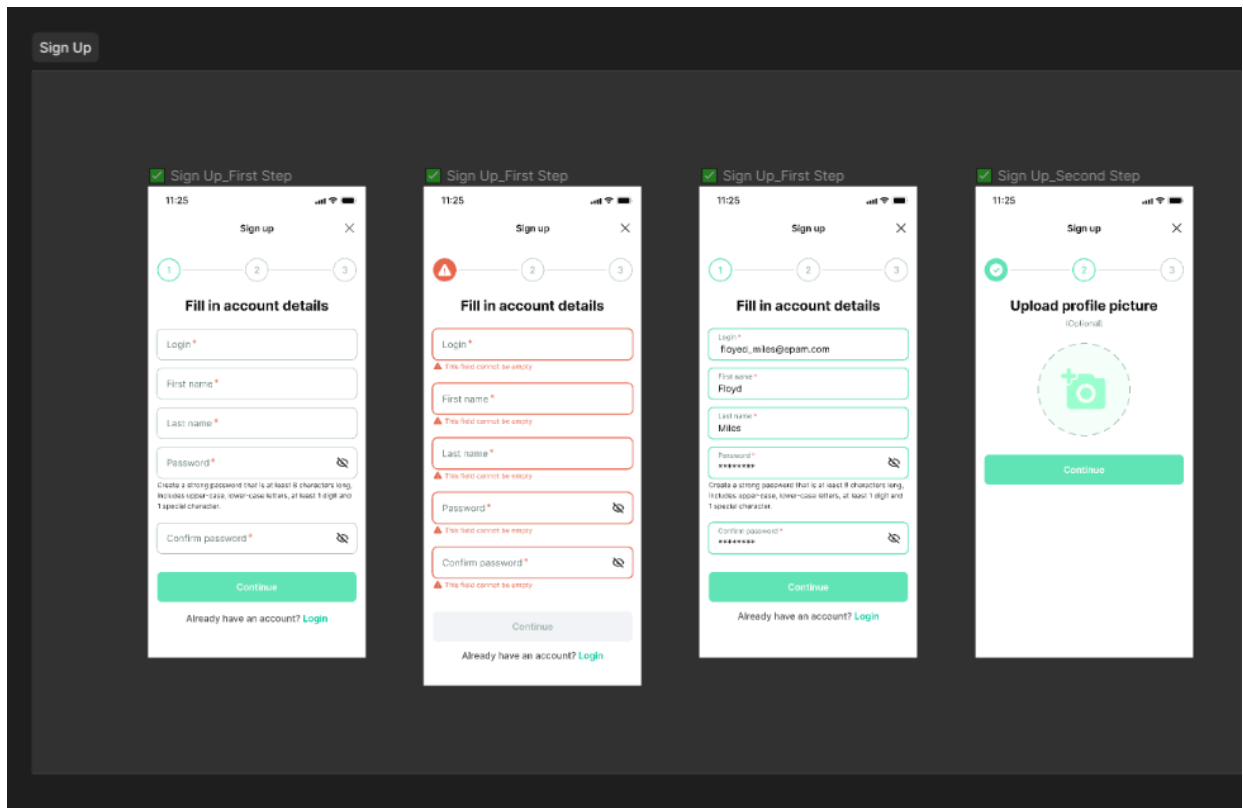 Sign Up
Sign Up_First Step
11:25
Sign up
1
2
3
Fill in account details
Login*
First name*
Last name*
Password*
Create a strong password that is at least 8 characters long,
includes upper-case, lower-case letters, at least 1 digit and
1 special character.
Confirm password*
Continue
Already have an account? Login
Sign Up_First Step
11:25
Sign up
2
3
Fill in account details
Login*
This field cannot be empty
First name*
This field cannot be empty
Last name*
This field cannot be empty
Password*
This field cannot be empty
Confirm password*
This field cannot be empty
Continue
Already have an account? Login
Sign Up_First Step
11:25
Sign up
1
2
3
Fill in account details
Login*
floyed_miles@epam.com
First name*
Floyd
Last name*
Miles
Password*
********
Create a strong password that is at least 8 characters long,
includes upper-case, lower-case letters, at least 1 digit and
1 special character.
Confirm password*
********
Continue
Already have an account? Login
Sign Up_Second Step
11:25
Sign up
2
3
Upload profile picture
(Optional)
Continue